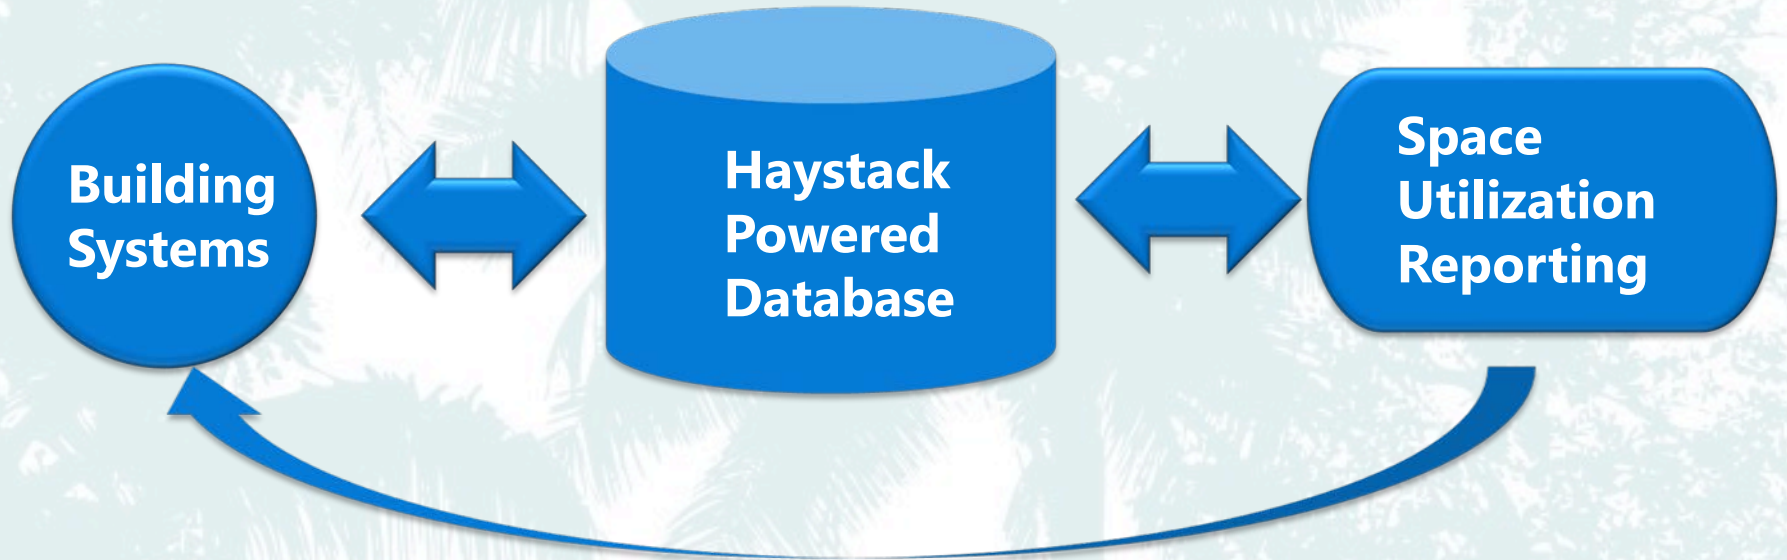 Building
Systems
Haystack
Powered
Database
Space
Utilization
Reporting